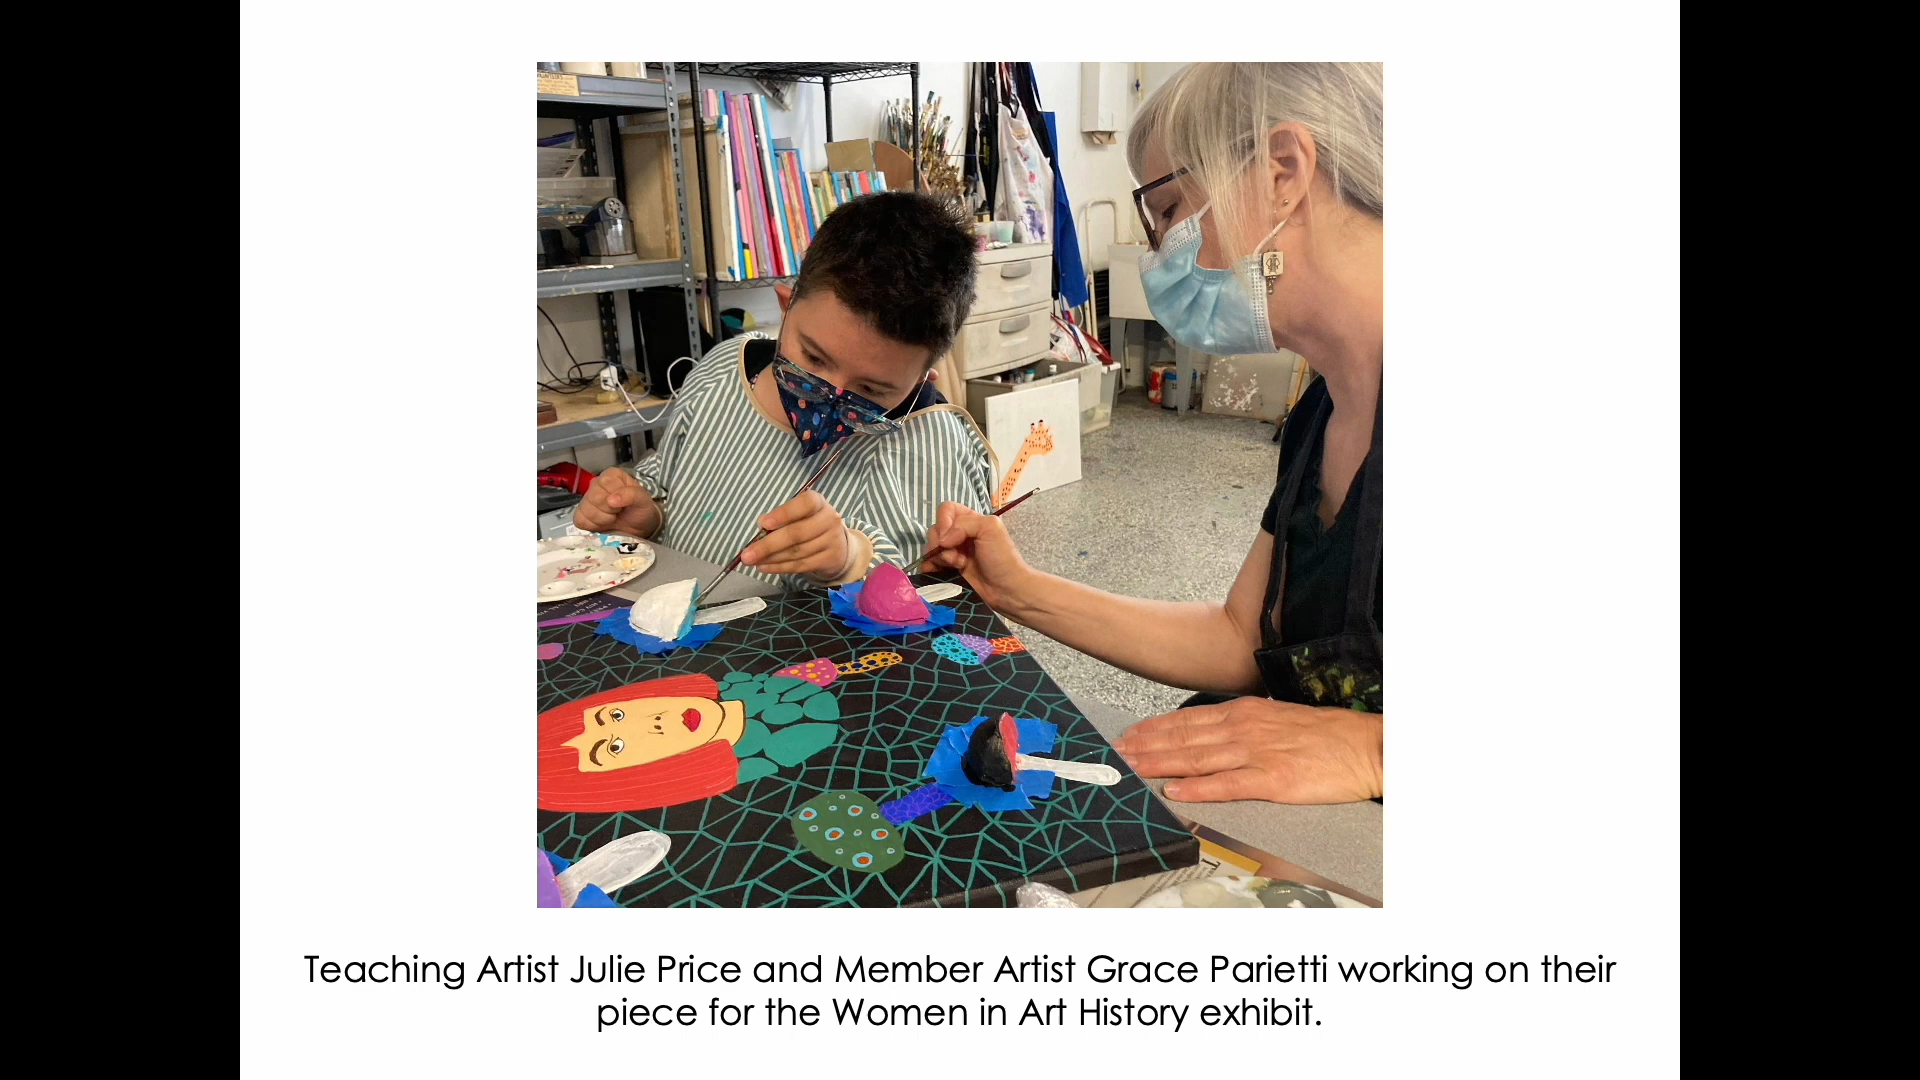 Teaching Artist Julie Price and Member Artist Grace Parietti working on their
piece for the Women in Art History exhibit.